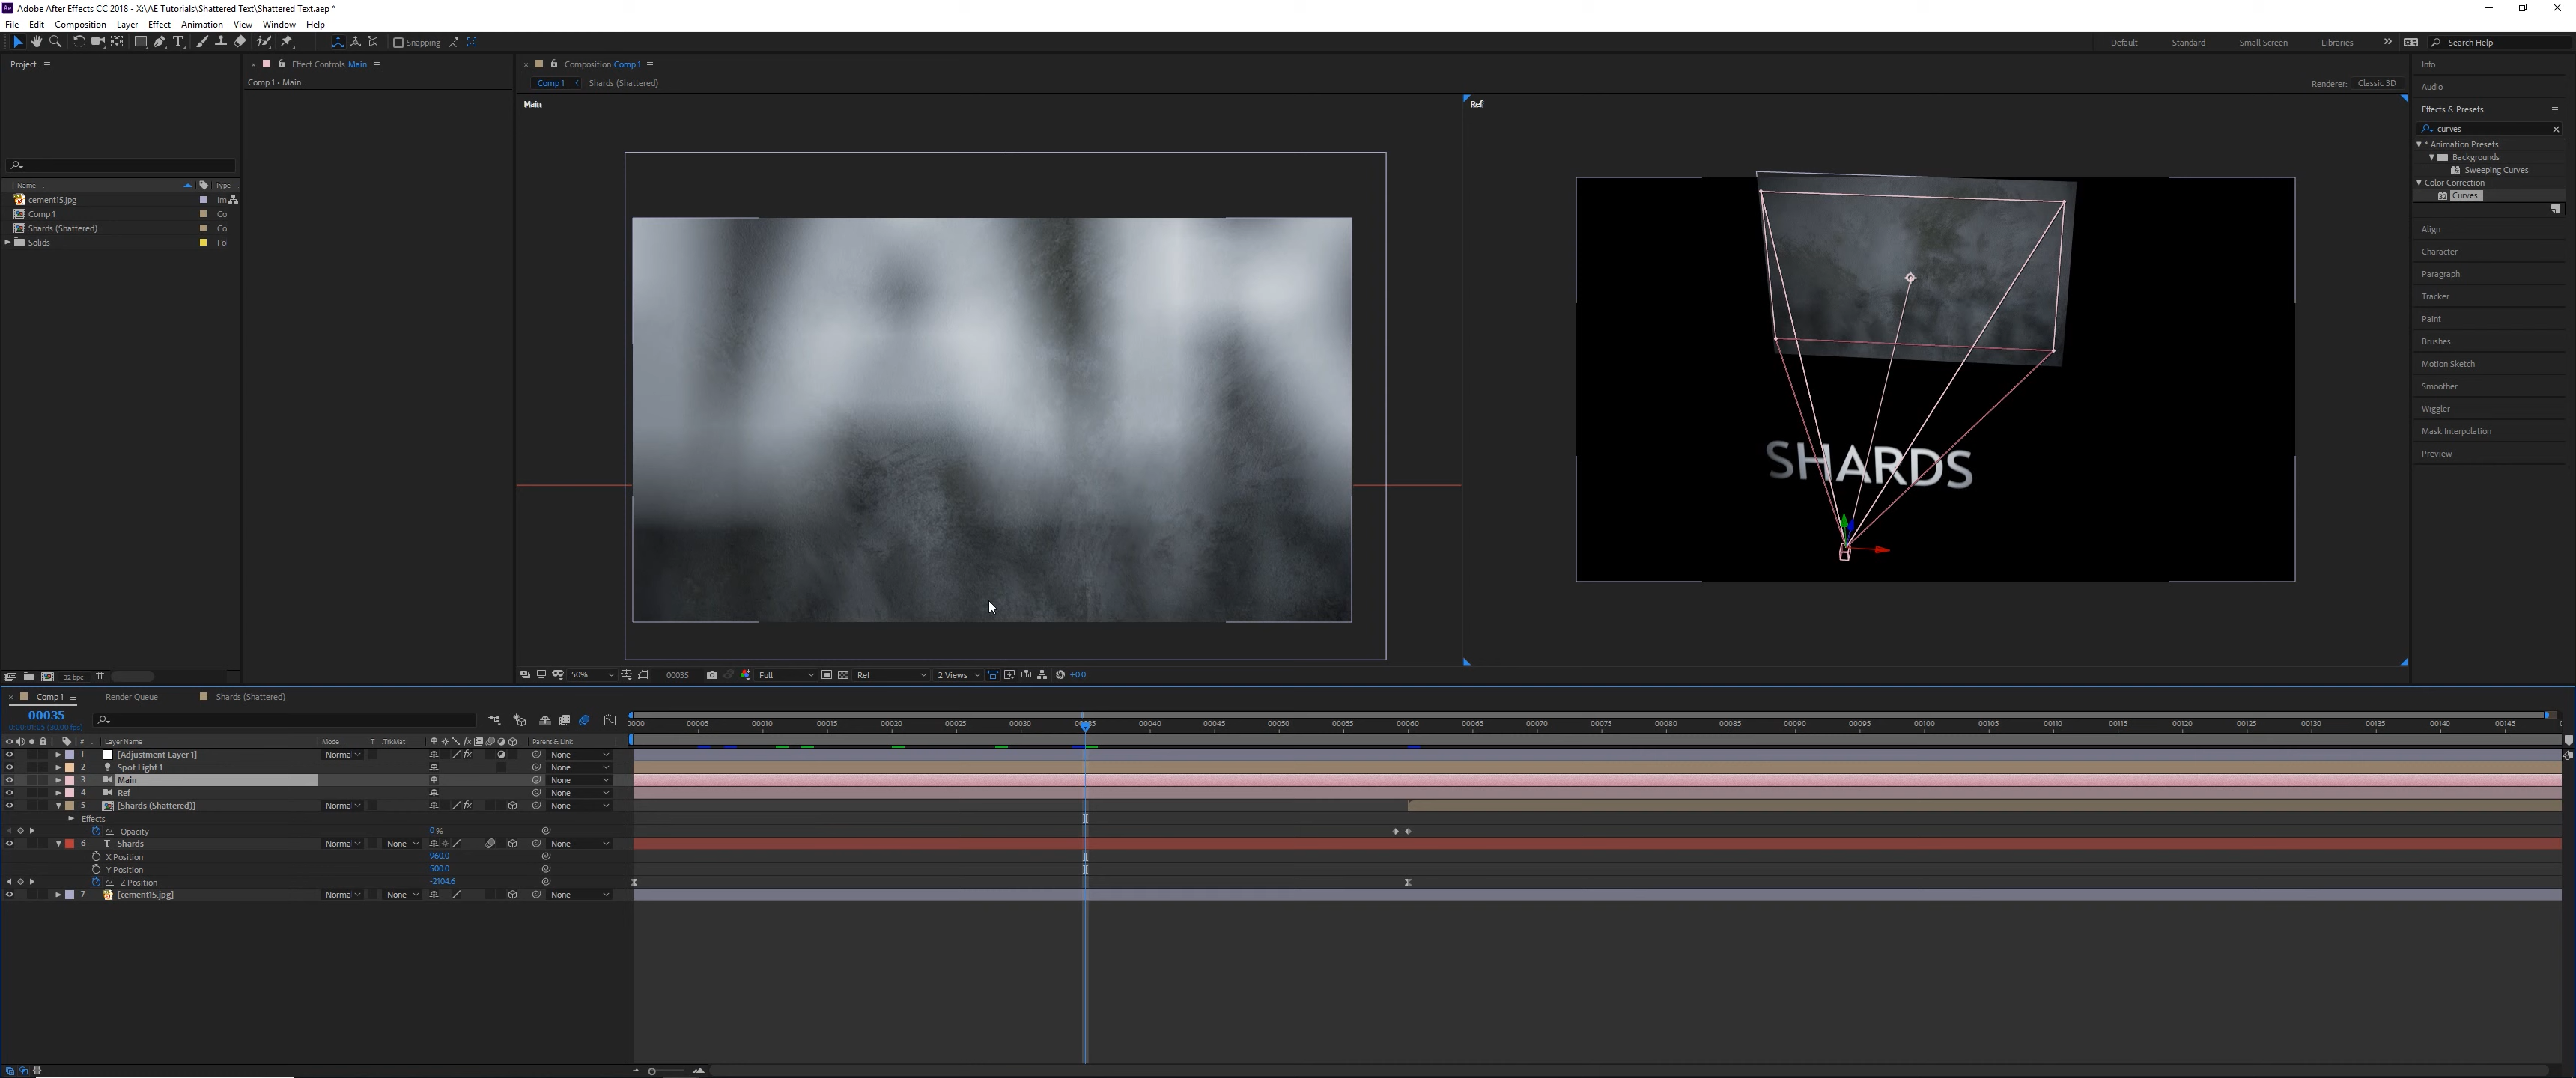 Adobe After Effects CC 2018 - X:\AE Tutorials\Shattered Text\Shattered Text.aep *
File Edit Composition Layer Effect Animation View Window Help
Snapping Default Standard Small Screen Libraries Search Help
Project Effect Controls Main Composition Comp 1 Info
Comp 1 • Main Comp 1 Shards (Shattered) Renderer: Classic 3D
Audio
Main Ref Effects & Presets
curves
* Animation Presets
Backgrounds
Sweeping Curves
Color Correction
Curves
Name Type
cement15.jpg Im
Comp 1 Co
Shards (Shattered) Co
Solids Fo
Align
Character
Paragraph
Tracker
Paint
Brushes
Motion Sketch
Smoother
Wiggler
Mask Interpolation
Preview
SHARDS
32 bpc 50% 00035 Full Ref 2 Views +0.0
Comp 1 Render Queue Shards (Shattered)
00035
0:00:01:05 (30.00 fps)
0000 00005 00010 00015 00020 00025 00030 00035 00040 00045 00050 00055 00060 00065 00070 00075 00080 00085 00090 00095 00100 00105 00110 00115 00120 00125 00130 00135 00140 00145
# Layer Name Mode T .TrkMat Parent & Link
1 [Adjustment Layer 1] Norma None
2 Spot Light 1 None
3 Main None
4 Ref None
5 [Shards (Shattered)] Norma None
Effects
Opacity 0%
6 T Shards Norma None None
X Position 960.0
Y Position 500.0
Z Position -2104.6
7 [cement15.jpg] Norma None None